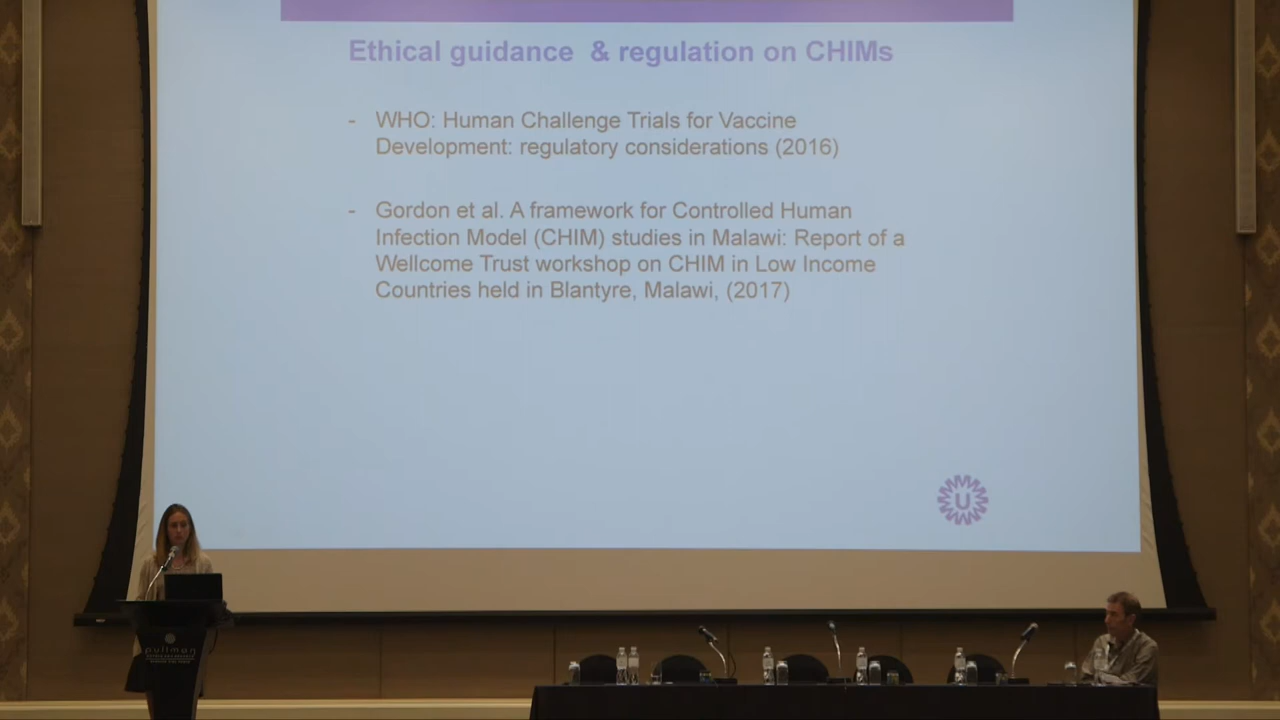 Ethical guidance & regulation on CHIMs
- WHO: Human Challenge Trials for Vaccine
Development: regulatory considerations (2016)
- Gordon et al. A framework for Controlled Human
Infection Model (CHIM) studies in Malawi: Report of a
Wellcome Trust workshop on CHIM in Low Income
Countries held in Blantyre, Malawi, (2017)
U
pullman